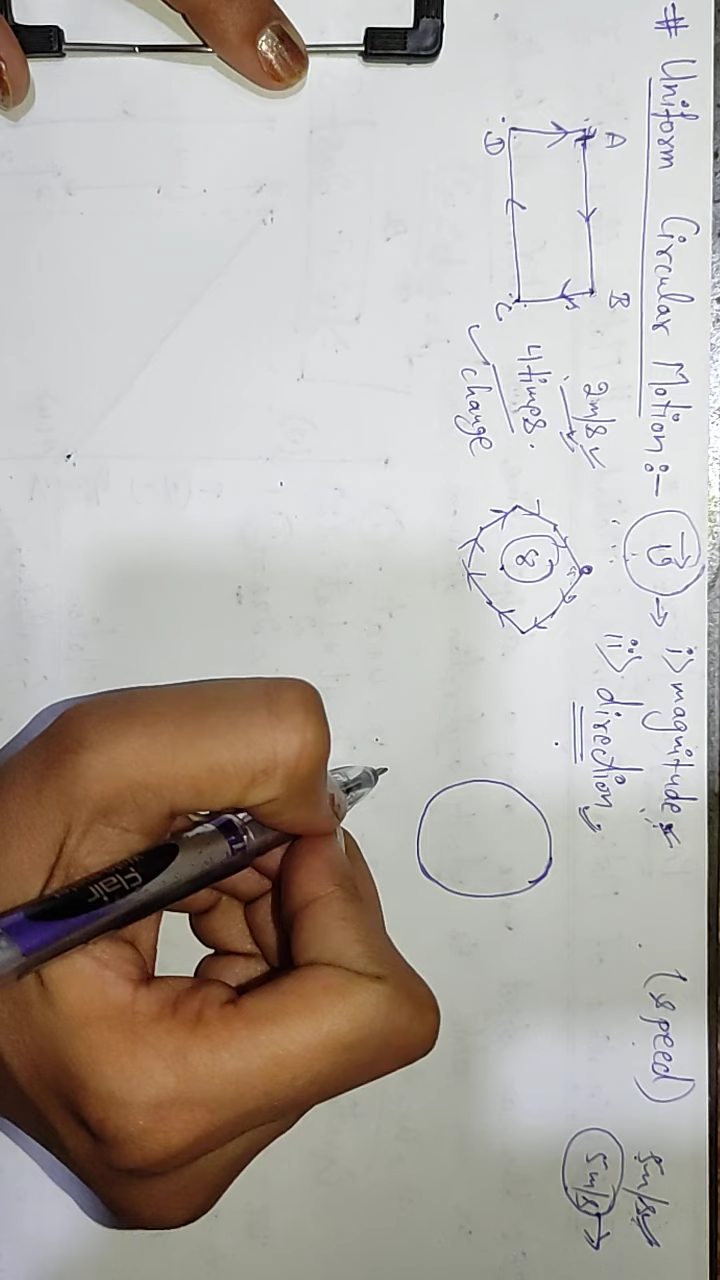 # Uniform Circular Motion :-
v → i) magnitude
ii) direction
(speed)
5m/s
5m/s →
A
B
C
D
2m/s
4 times.
change
8
flair